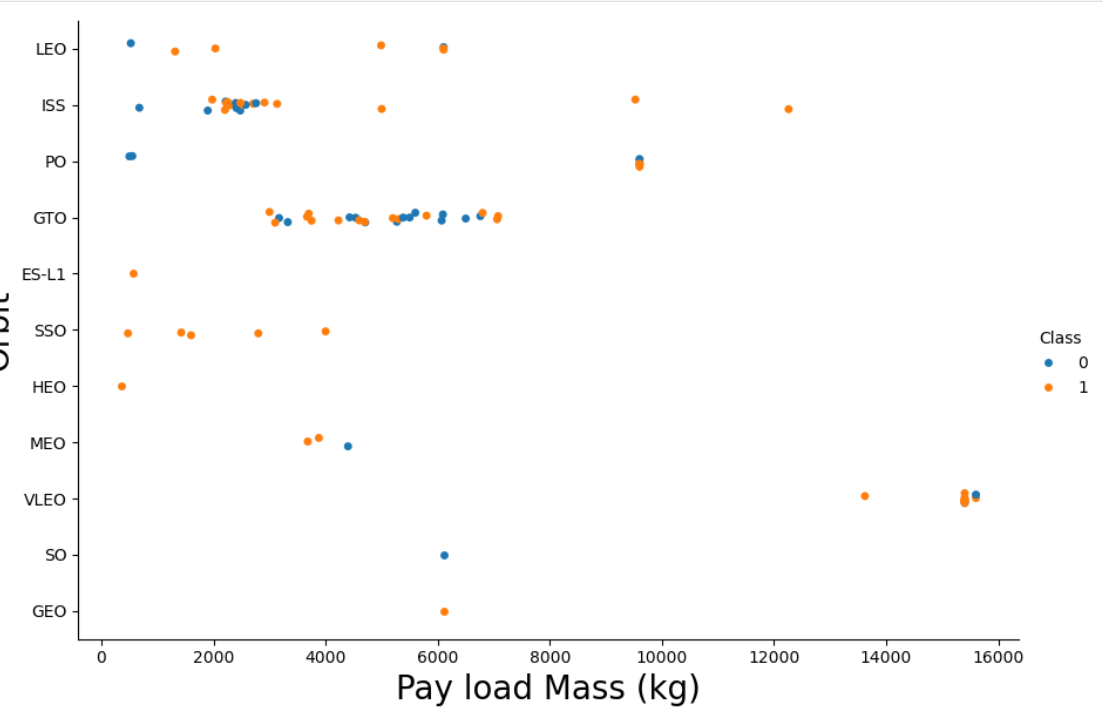 LEO
ISS
PO
GTO
ES-L1
SSO
HEO
MEO
VLEO
SO
GEO
Class
0
1
0 2000 4000 6000 8000 10000 12000 14000 16000
Pay load Mass (kg)